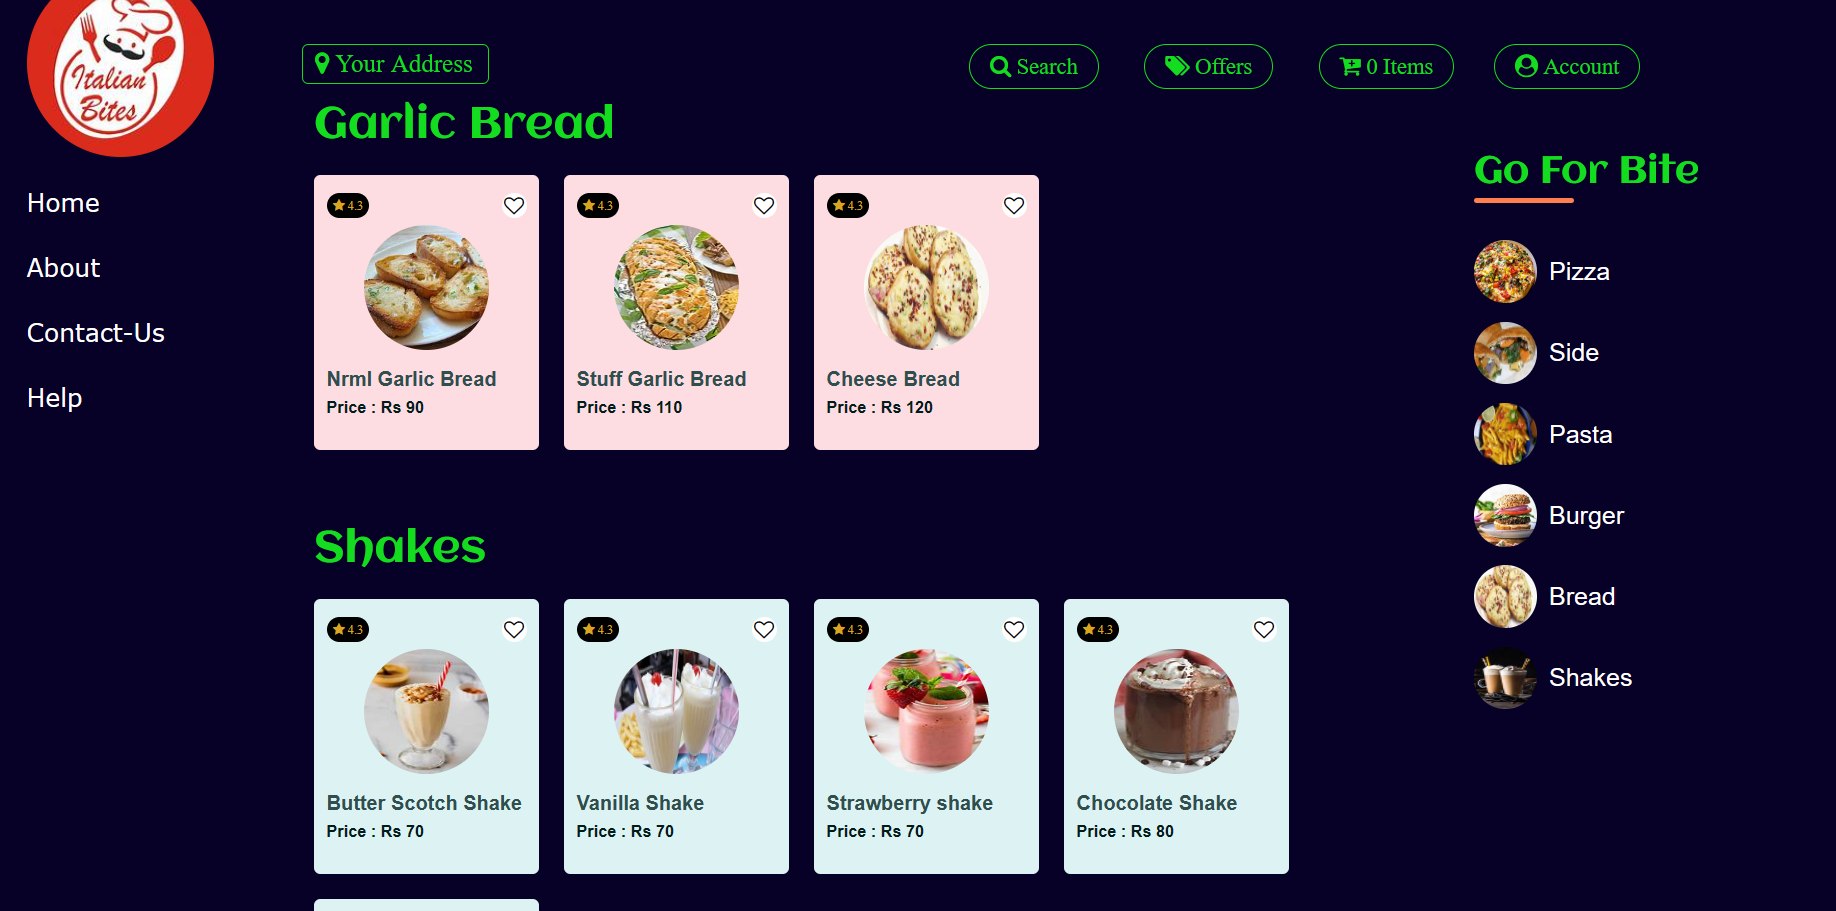 Italian
Bites
Your Address
Search
Offers
0 Items
Account
Home
About
Contact-Us
Help
Garlic Bread
4.3
4.3
4.3
Nrml Garlic Bread
Price : Rs 90
Stuff Garlic Bread
Price : Rs 110
Cheese Bread
Price : Rs 120
Shakes
4.3
4.3
4.3
4.3
Butter Scotch Shake
Price : Rs 70
Vanilla Shake
Price : Rs 70
Strawberry shake
Price : Rs 70
Chocolate Shake
Price : Rs 80
Go For Bite
Pizza
Side
Pasta
Burger
Bread
Shakes